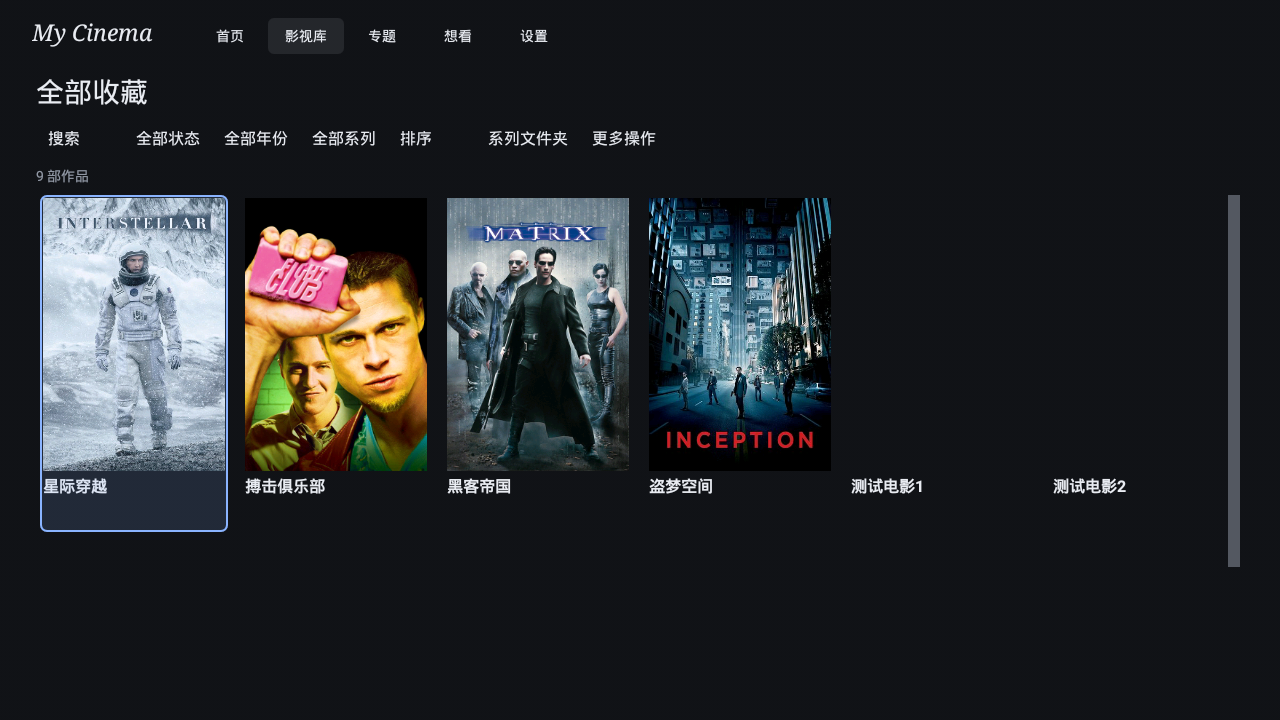 My Cinema 首页 影视库 专题 想看 设置
全部收藏
搜索 全部状态 全部年份 全部系列 排序 系列文件夹 更多操作
9 部作品
INTERSTELLAR
FIGHT
CLUB
MATRIX
INCEPTION
星际穿越 搏击俱乐部 黑客帝国 盗梦空间 测试电影1 测试电影2